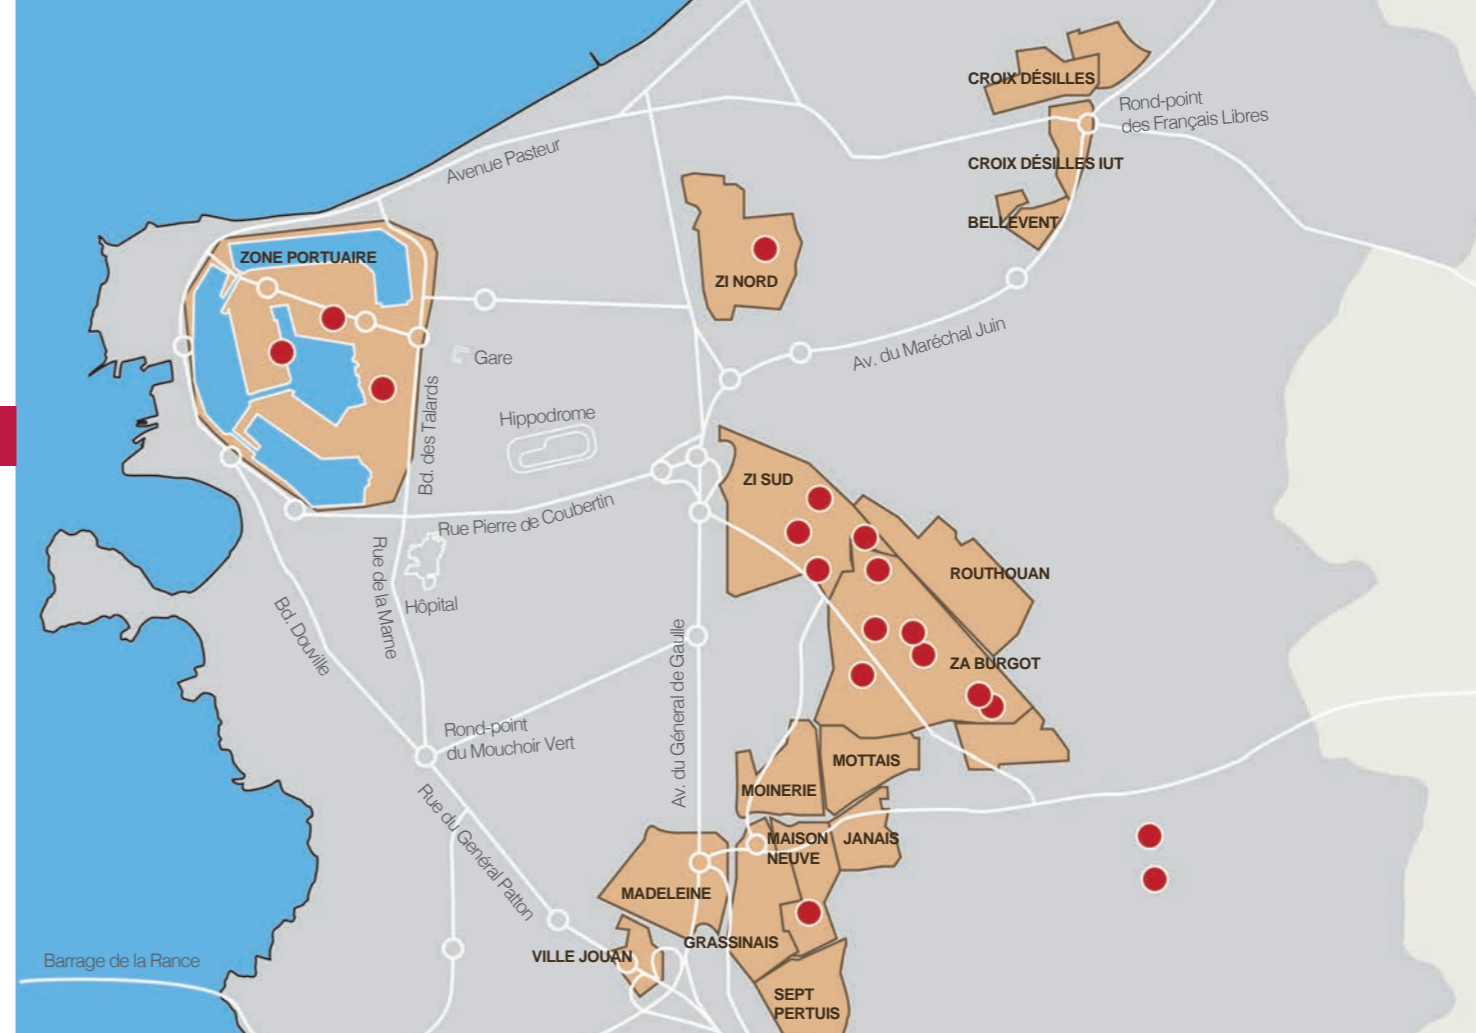 CROIX DÉSILLES
Rond-point
des Français Libres
Avenue Pasteur
CROIX DÉSILLES IUT
BELLEVENT
ZONE PORTUAIRE
ZI NORD
Av. du Maréchal Juin
Gare
Bd. des Talards
Hippodrome
ZI SUD
Rue Pierre de Coubertin
Rue de la Marne
Hôpital
ROUTHOUAN
Bd. Douville
Av. du Géneral de Gaulle
ZA BURGOT
Rond-point
du Mouchoir Vert
MOTTAIS
MOINERIE
Rue du Genéral Patton
MAISON
NEUVE
JANAIS
MADELEINE
GRASSINAIS
VILLE JOUAN
Barrage de la Rance
SEPT
PERTUIS